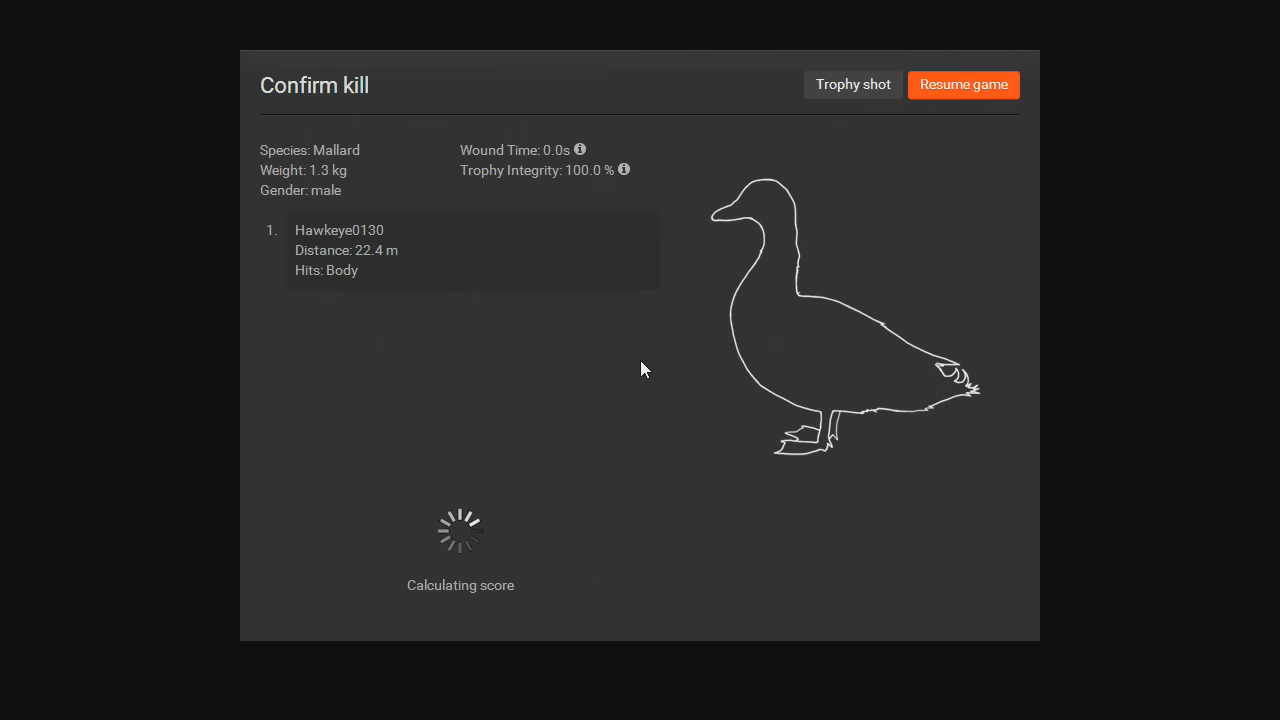 Confirm kill
Trophy shot
Resume game
Species: Mallard
Weight: 1.3 kg
Gender: male
Wound Time: 0.0s
Trophy Integrity: 100.0 %
1.
Hawkeye0130
Distance: 22.4 m
Hits: Body
Calculating score